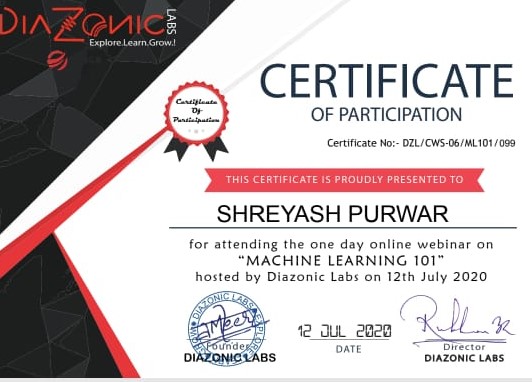 DIAZONIC LABS
Explore.Learn.Grow.!
CERTIFICATE
OF PARTICIPATION
Certificate
Of
Participation
Certificate No:- DZL/CWS-06/ML101/099
THIS CERTIFICATE IS PROUDLY PRESENTED TO
SHREYASH PURWAR
for attending the one day online webinar on
“MACHINE LEARNING 101”
hosted by Diazonic Labs on 12th July 2020
DIAZONIC LABS
12 JUL 2020
Founder
DIAZONIC LABS
DATE
Director
DIAZONIC LABS